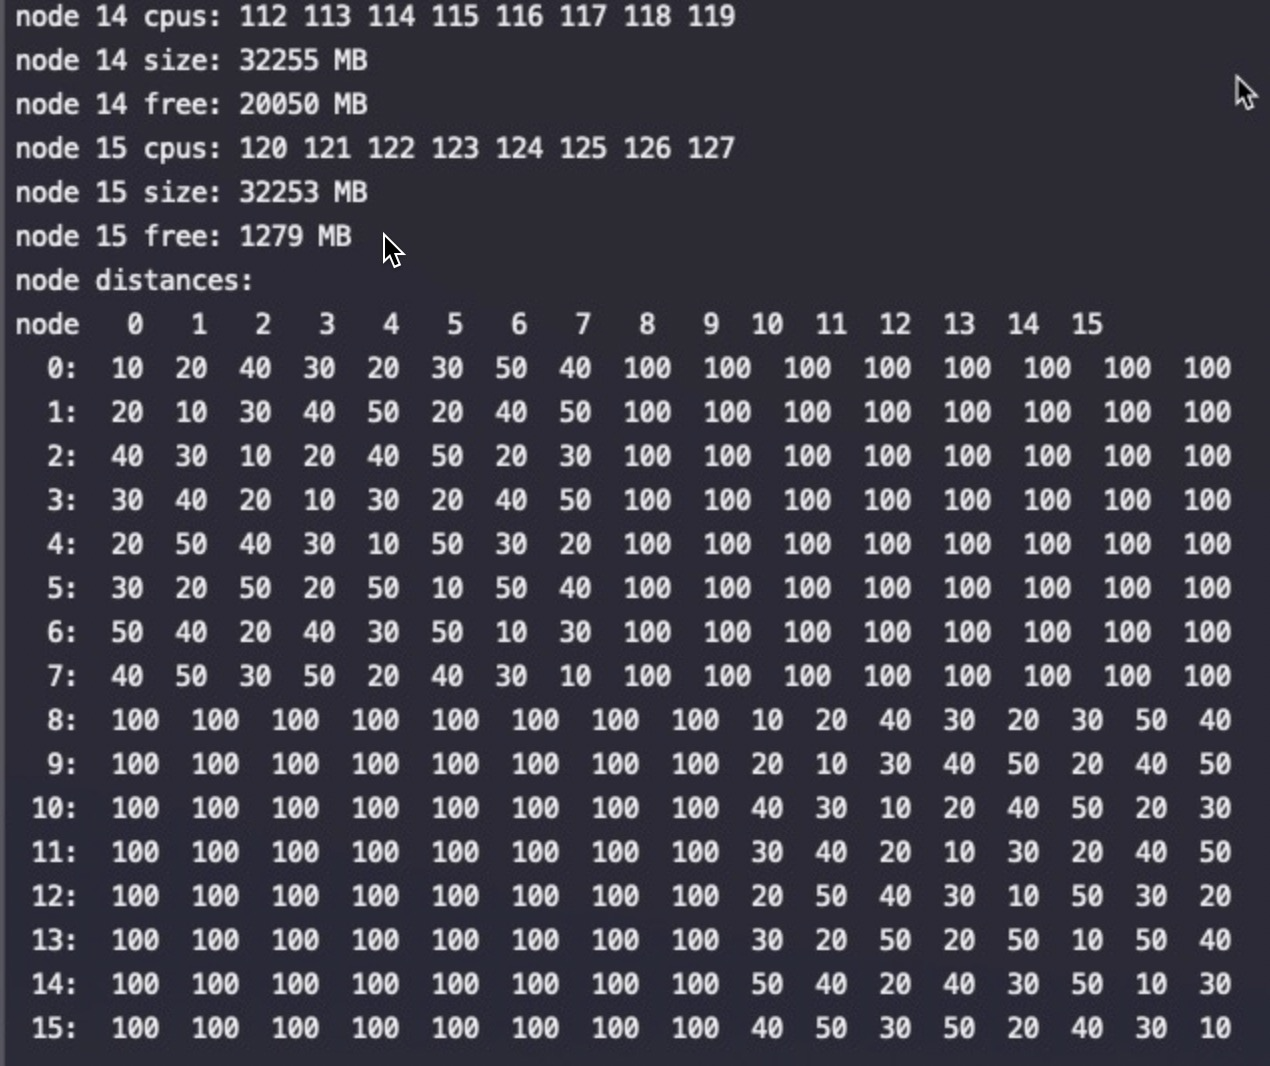 node 14 cpus: 112 113 114 115 116 117 118 119
node 14 size: 32255 MB
node 14 free: 20050 MB
node 15 cpus: 120 121 122 123 124 125 126 127
node 15 size: 32253 MB
node 15 free: 1279 MB
node distances:
node   0   1   2   3   4   5   6   7   8   9  10  11  12  13  14  15
  0:  10  20  40  30  20  30  50  40  100  100  100  100  100  100  100  100
  1:  20  10  30  40  50  20  40  50  100  100  100  100  100  100  100  100
  2:  40  30  10  20  40  50  20  30  100  100  100  100  100  100  100  100
  3:  30  40  20  10  30  20  40  50  100  100  100  100  100  100  100  100
  4:  20  50  40  30  10  50  30  20  100  100  100  100  100  100  100  100
  5:  30  20  50  20  50  10  50  40  100  100  100  100  100  100  100  100
  6:  50  40  20  40  30  50  10  30  100  100  100  100  100  100  100  100
  7:  40  50  30  50  20  40  30  10  100  100  100  100  100  100  100  100
  8:  100  100  100  100  100  100  100  100  10  20  40  30  20  30  50  40
  9:  100  100  100  100  100  100  100  100  20  10  30  40  50  20  40  50
 10:  100  100  100  100  100  100  100  100  40  30  10  20  40  50  20  30
 11:  100  100  100  100  100  100  100  100  30  40  20  10  30  20  40  50
 12:  100  100  100  100  100  100  100  100  20  50  40  30  10  50  30  20
 13:  100  100  100  100  100  100  100  100  30  20  50  20  50  10  50  40
 14:  100  100  100  100  100  100  100  100  50  40  20  40  30  50  10  30
 15:  100  100  100  100  100  100  100  100  40  50  30  50  20  40  30  10